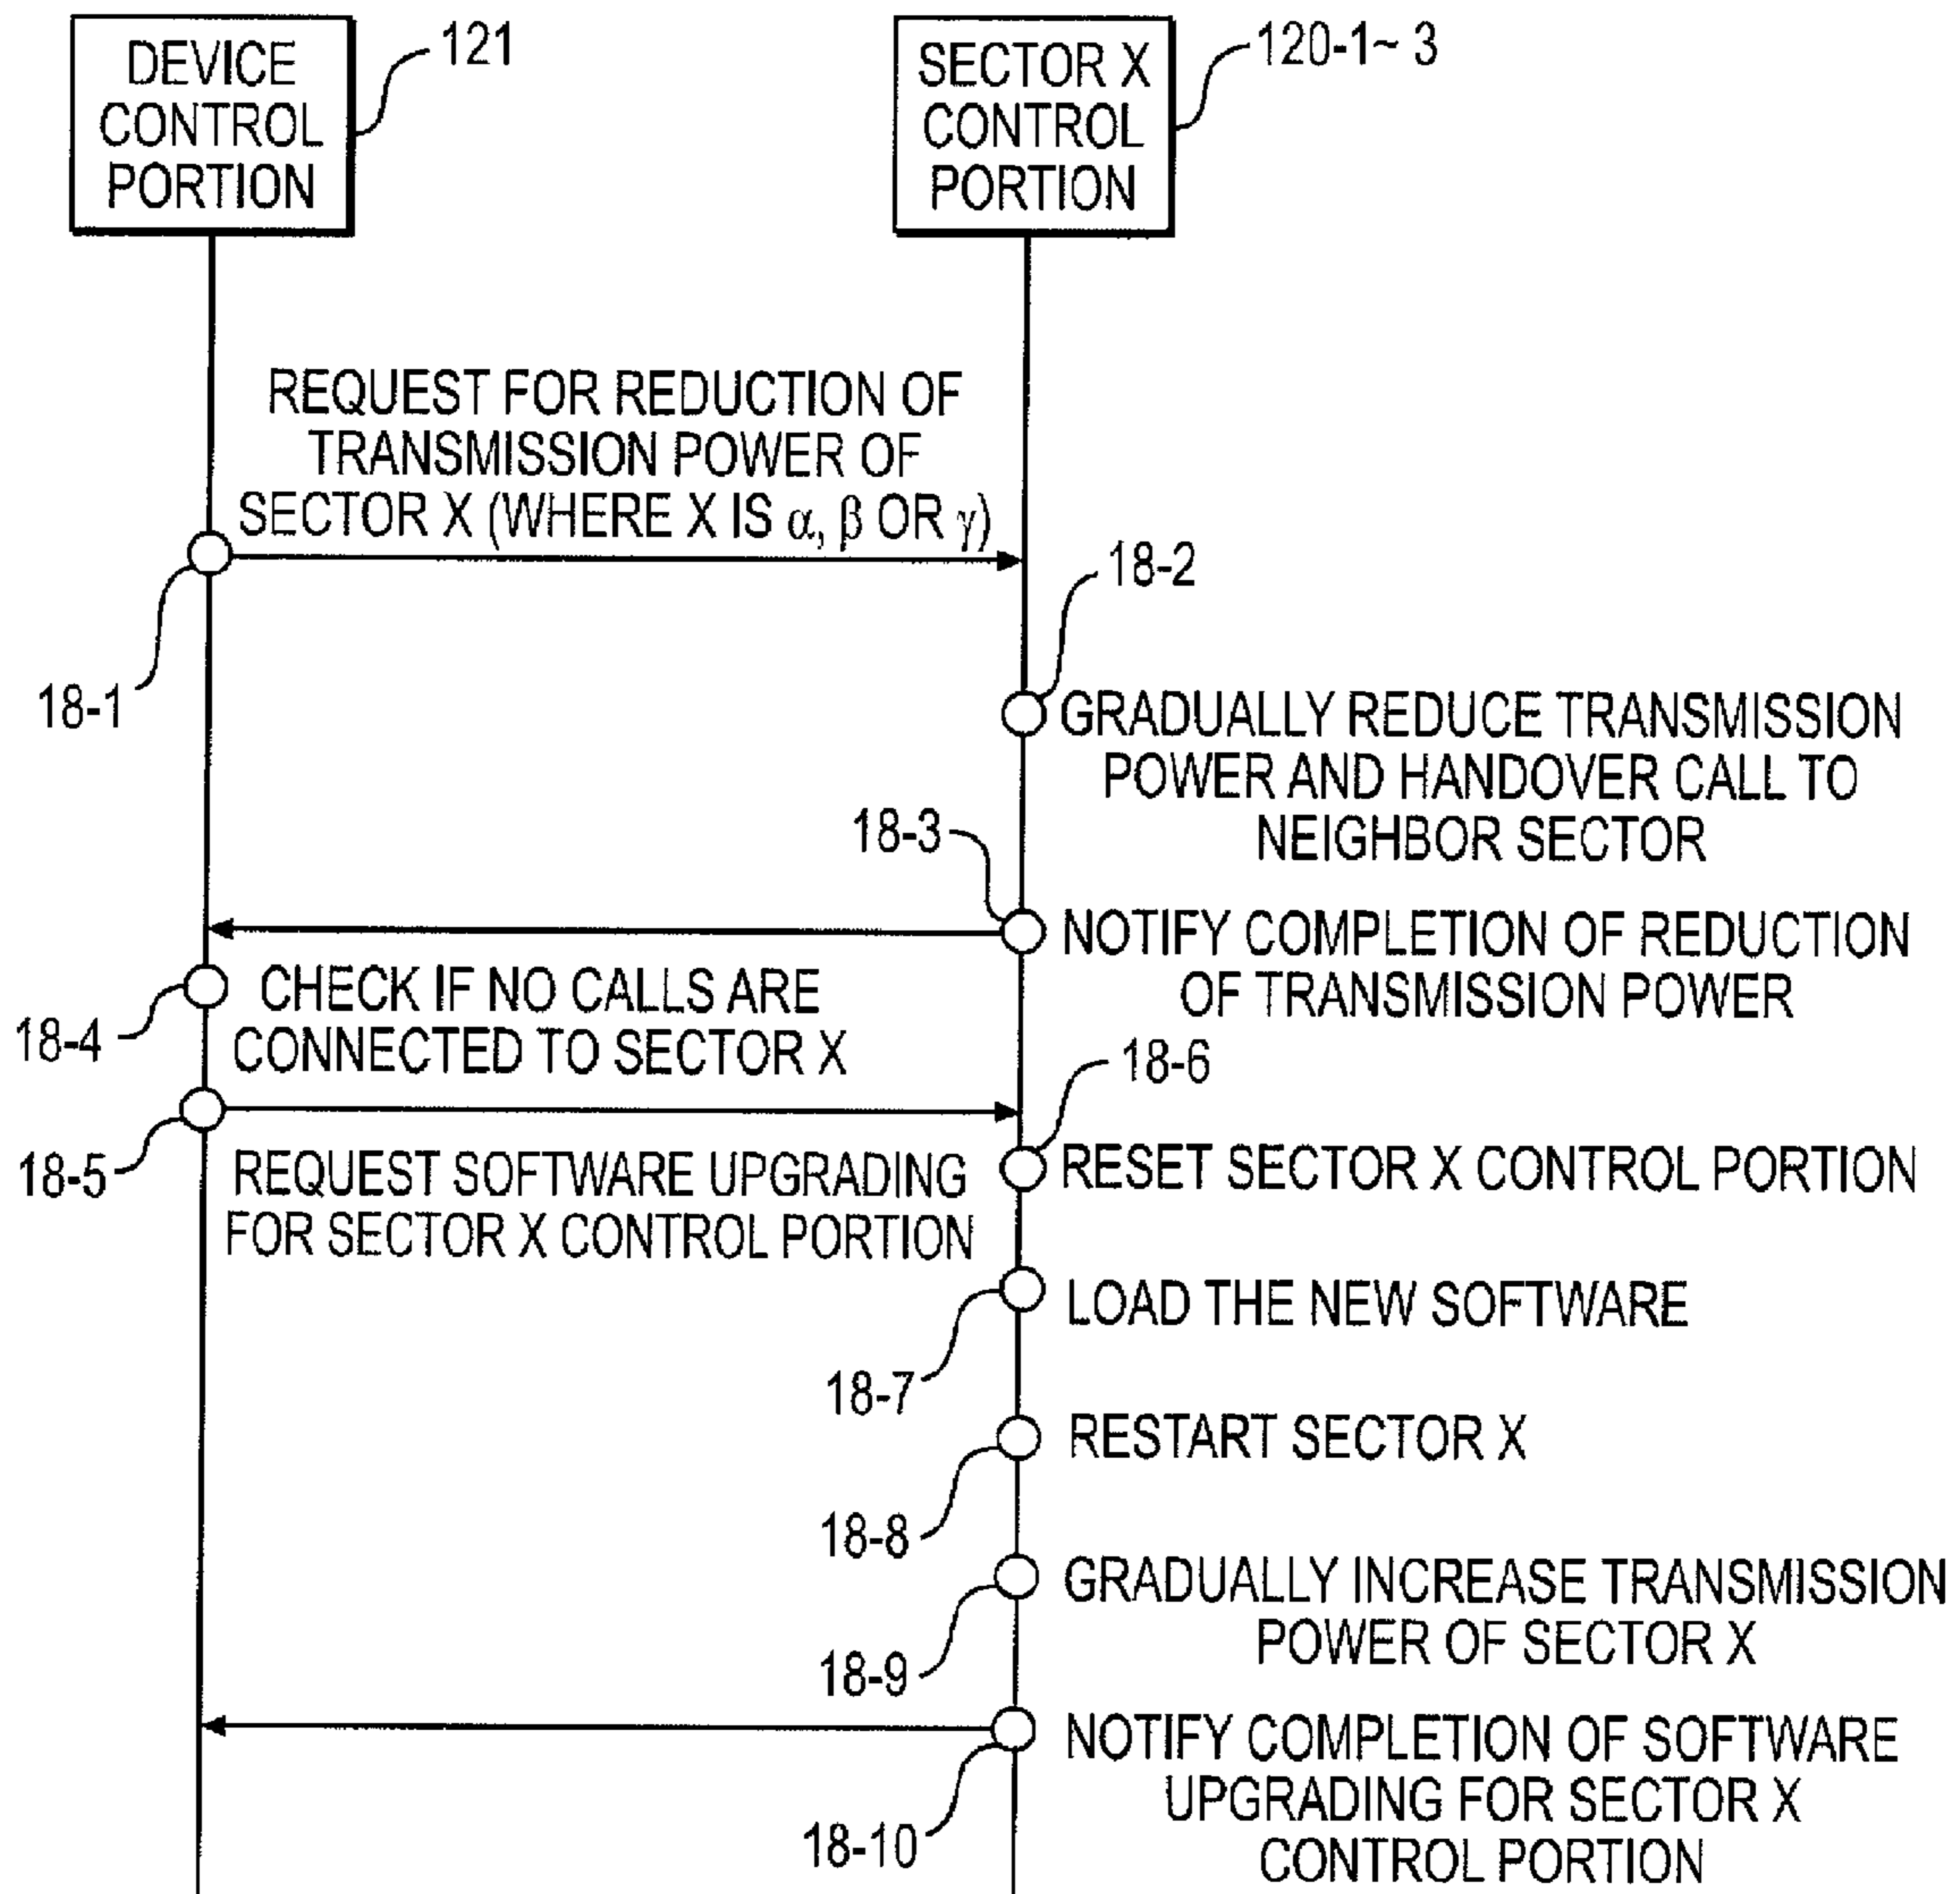 DEVICE
CONTROL
PORTION
121
SECTOR X
CONTROL
PORTION
120-1~ 3
REQUEST FOR REDUCTION OF
TRANSMISSION POWER OF
SECTOR X (WHERE X IS α, β OR γ)
18-1
18-2
GRADUALLY REDUCE TRANSMISSION
POWER AND HANDOVER CALL TO
NEIGHBOR SECTOR
18-3
NOTIFY COMPLETION OF REDUCTION
OF TRANSMISSION POWER
CHECK IF NO CALLS ARE
CONNECTED TO SECTOR X
18-4
18-5
REQUEST SOFTWARE UPGRADING
FOR SECTOR X CONTROL PORTION
18-6
RESET SECTOR X CONTROL PORTION
LOAD THE NEW SOFTWARE
18-7
RESTART SECTOR X
18-8
GRADUALLY INCREASE TRANSMISSION
POWER OF SECTOR X
18-9
NOTIFY COMPLETION OF SOFTWARE
UPGRADING FOR SECTOR X
CONTROL PORTION
18-10